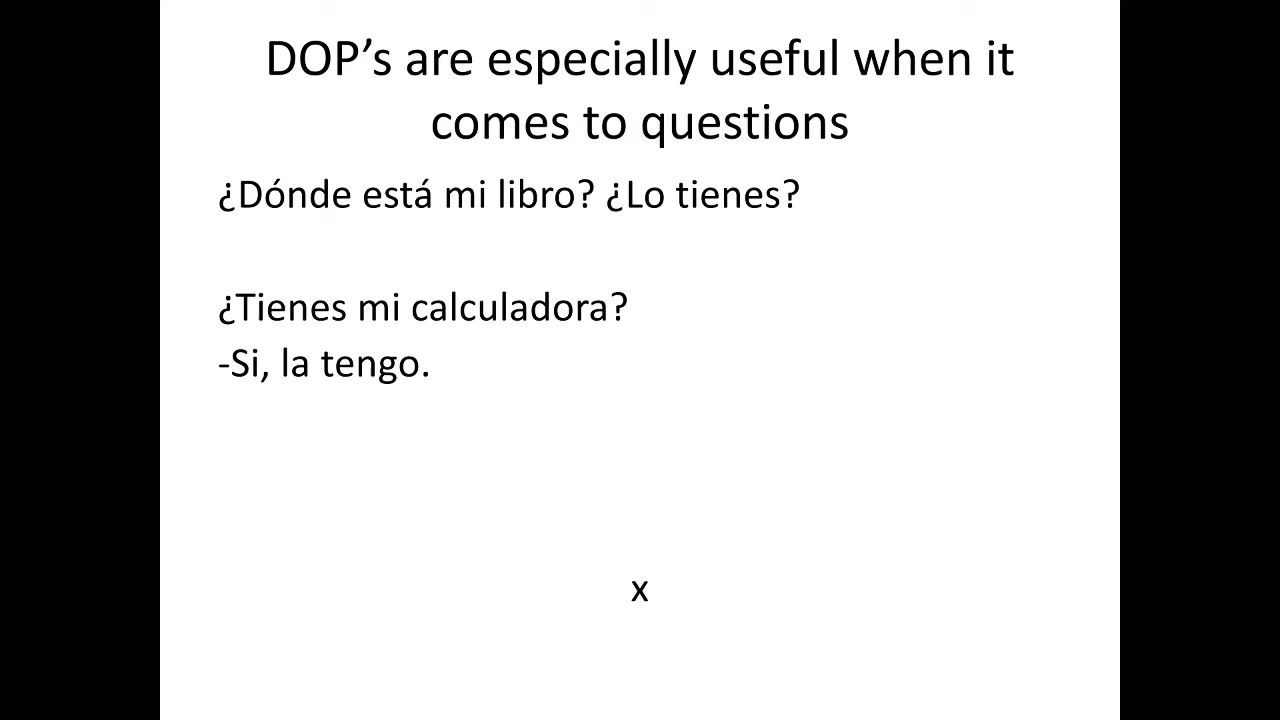 DOP’s are especially useful when it
comes to questions
¿Dónde está mi libro? ¿Lo tienes?
¿Tienes mi calculadora?
-Si, la tengo.
x